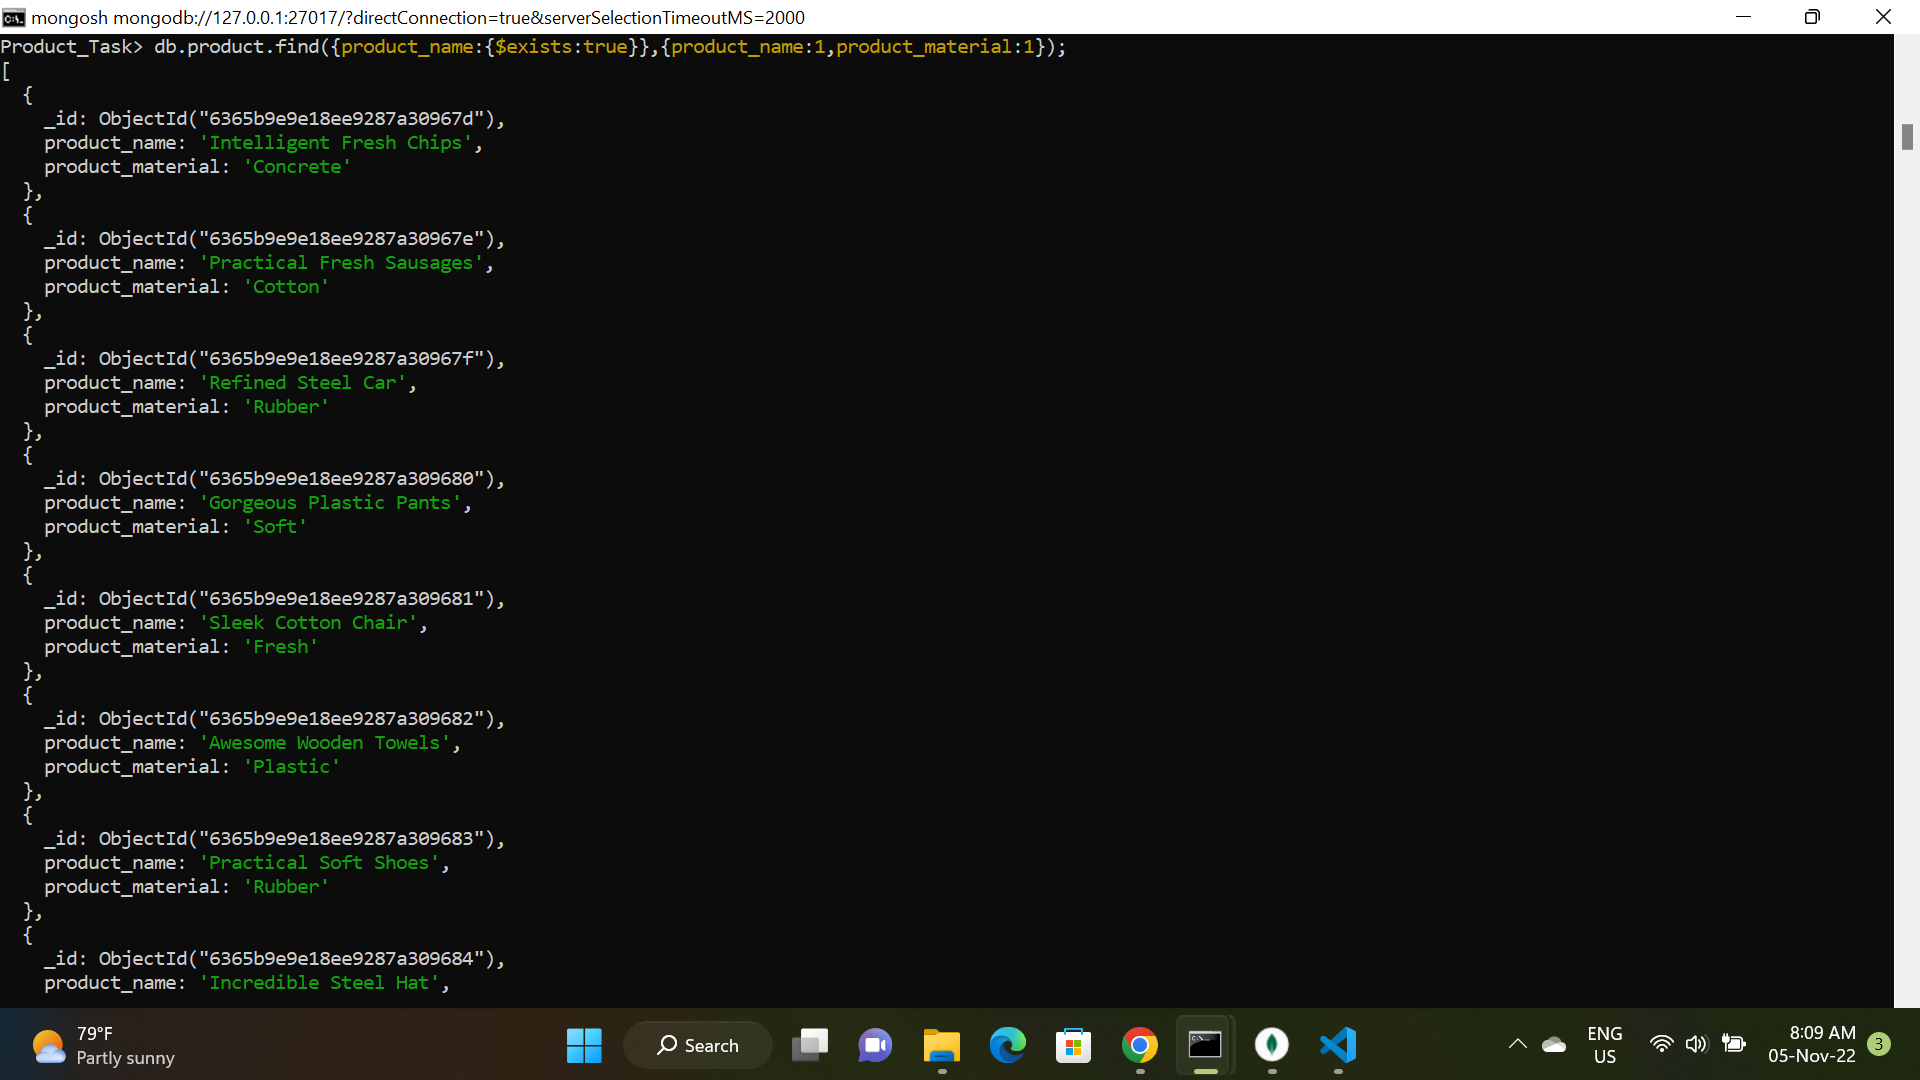 mongosh mongodb://127.0.0.1:27017/?directConnection=true&serverSelectionTimeoutMS=2000
Product_Task> db.product.find({product_name:{$exists:true}},{product_name:1,product_material:1});
[
  {
    _id: ObjectId("6365b9e9e18ee9287a30967d"),
    product_name: 'Intelligent Fresh Chips',
    product_material: 'Concrete'
  },
  {
    _id: ObjectId("6365b9e9e18ee9287a30967e"),
    product_name: 'Practical Fresh Sausages',
    product_material: 'Cotton'
  },
  {
    _id: ObjectId("6365b9e9e18ee9287a30967f"),
    product_name: 'Refined Steel Car',
    product_material: 'Rubber'
  },
  {
    _id: ObjectId("6365b9e9e18ee9287a309680"),
    product_name: 'Gorgeous Plastic Pants',
    product_material: 'Soft'
  },
  {
    _id: ObjectId("6365b9e9e18ee9287a309681"),
    product_name: 'Sleek Cotton Chair',
    product_material: 'Fresh'
  },
  {
    _id: ObjectId("6365b9e9e18ee9287a309682"),
    product_name: 'Awesome Wooden Towels',
    product_material: 'Plastic'
  },
  {
    _id: ObjectId("6365b9e9e18ee9287a309683"),
    product_name: 'Practical Soft Shoes',
    product_material: 'Rubber'
  },
  {
    _id: ObjectId("6365b9e9e18ee9287a309684"),
    product_name: 'Incredible Steel Hat',
79°F
Partly sunny
Search
ENG
US
8:09 AM
05-Nov-22
3